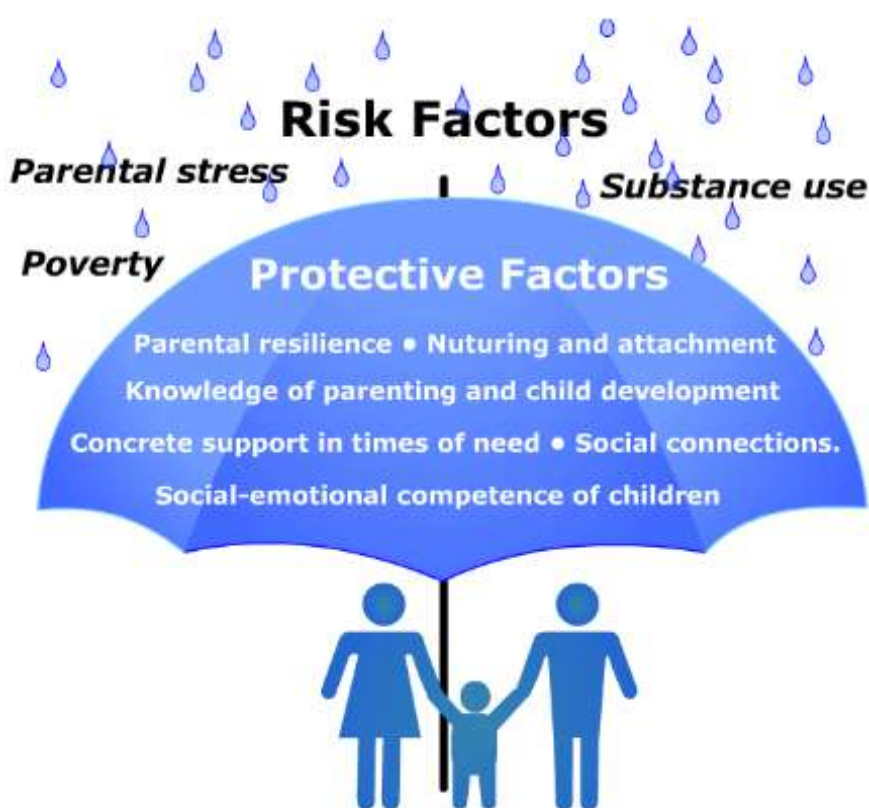 Risk Factors
Parental stress
Substance use
Poverty
Protective Factors
Parental resilience • Nuturing and attachment
Knowledge of parenting and child development
Concrete support in times of need • Social connections.
Social-emotional competence of children